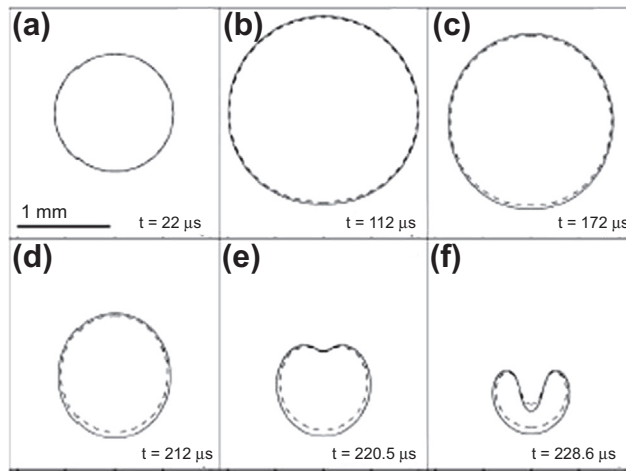 (a)
1 mm
t = 22 μs
(b)
t = 112 μs
(c)
t = 172 μs
(d)
t = 212 μs
(e)
t = 220.5 μs
(f)
t = 228.6 μs